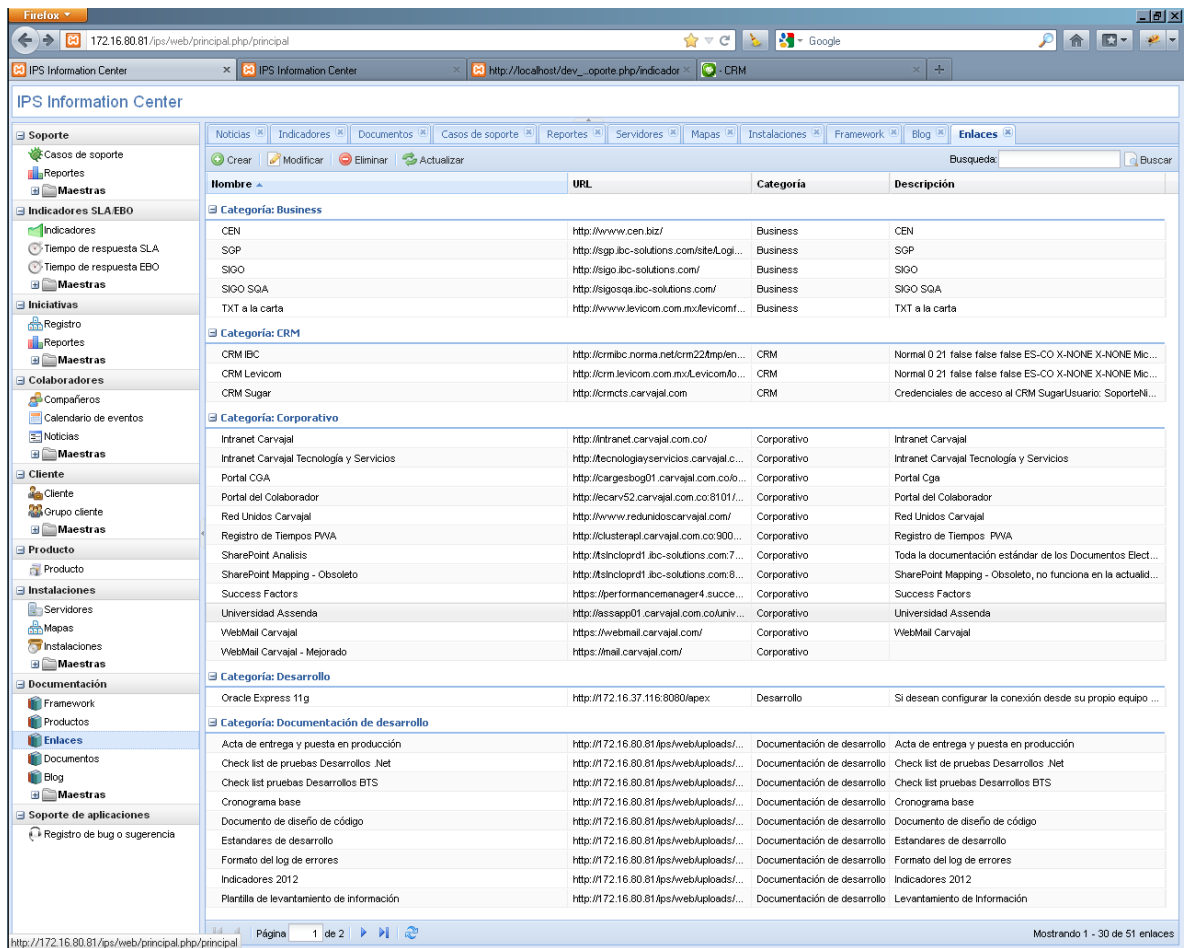 Firefox
172.16.80.81/ips/web/principal.php/principal
Google
IPS Information Center
IPS Information Center
http://localhost/dev_...oporte.php/indicador
- CRM
IPS Information Center
Soporte
Casos de soporte
Reportes
Maestras
Indicadores SLA/EBO
Indicadores
Tiempo de respuesta SLA
Tiempo de respuesta EBO
Maestras
Iniciativas
Registro
Reportes
Maestras
Colaboradores
Compañeros
Calendario de eventos
Noticias
Maestras
Cliente
Cliente
Grupo cliente
Maestras
Producto
Producto
Instalaciones
Servidores
Mapas
Instalaciones
Maestras
Documentación
Framework
Productos
Enlaces
Documentos
Blog
Maestras
Soporte de aplicaciones
Registro de bug o sugerencia
Noticias Indicadores Documentos Casos de soporte Reportes Servidores Mapas Instalaciones Framework Blog Enlaces
Crear Modificar Eliminar Actualizar Busqueda: Buscar
Nombre URL Categoría Descripción
Categoría: Business
CEN http://www.cen.biz/ Business CEN
SGP http://sgp.ibc-solutions.com/site/Logi... Business SGP
SIGO http://sigo.ibc-solutions.com/ Business SIGO
SIGO SQA http://sigosqa.ibc-solutions.com/ Business SIGO SQA
TXT a la carta http://www.levicom.com.mx/levicomf... Business TXT a la carta
Categoría: CRM
CRM IBC http://crmibc.norma.net/crm22/tmp/en... CRM Normal 0 21 false false false ES-CO X-NONE X-NONE Mic...
CRM Levicom http://crm.levicom.com.mx/Levicom/lo... CRM Normal 0 21 false false false ES-CO X-NONE X-NONE Mic...
CRM Sugar http://crmcts.carvajal.com CRM Credenciales de acceso al CRM SugarUsuario: SoporteNi...
Categoría: Corporativo
Intranet Carvajal http://intranet.carvajal.com.co/ Corporativo Intranet Carvajal
Intranet Carvajal Tecnología y Servicios http://tecnologiayservicios.carvajal.c... Corporativo Intranet Carvajal Tecnología y Servicios
Portal CGA http://cargesbog01.carvajal.com.co/o... Corporativo Portal Cga
Portal del Colaborador http://ecarv52.carvajal.com.co:8101/... Corporativo Portal del Colaborador
Red Unidos Carvajal http://www.redunidoscarvajal.com/ Corporativo Red Unidos Carvajal
Registro de Tiempos PWA http://clusterapl.carvajal.com.co:900... Corporativo Registro de Tiempos PWA
SharePoint Analisis http://tslncloprd1.ibc-solutions.com:7... Corporativo Toda la documentación estándar de los Documentos Elect...
SharePoint Mapping - Obsoleto http://tslncloprd1.ibc-solutions.com:8... Corporativo SharePoint Mapping - Obsoleto, no funciona en la actualid...
Success Factors https://performancemanager4.succe... Corporativo Success Factors
Universidad Assenda http://assapp01.carvajal.com.co/univ... Corporativo Universidad Assenda
WebMail Carvajal https://webmail.carvajal.com/ Corporativo WebMail Carvajal
WebMail Carvajal - Mejorado https://mail.carvajal.com/ Corporativo
Categoría: Desarrollo
Oracle Express 11g http://172.16.37.116:8080/apex Desarrollo Si desean configurar la conexión desde su propio equipo ...
Categoría: Documentación de desarrollo
Acta de entrega y puesta en producción http://172.16.80.81/ips/web/uploads/... Documentación de desarrollo Acta de entrega y puesta en producción
Check list de pruebas Desarrollos .Net http://172.16.80.81/ips/web/uploads/... Documentación de desarrollo Check list de pruebas Desarrollos .Net
Check list pruebas Desarrollos BTS http://172.16.80.81/ips/web/uploads/... Documentación de desarrollo Check list pruebas Desarrollos BTS
Cronograma base http://172.16.80.81/ips/web/uploads/... Documentación de desarrollo Cronograma base
Documento de diseño de código http://172.16.80.81/ips/web/uploads/... Documentación de desarrollo Documento de diseño de código
Estandares de desarrollo http://172.16.80.81/ips/web/uploads/... Documentación de desarrollo Estandares de desarrollo
Formato del log de errores http://172.16.80.81/ips/web/uploads/... Documentación de desarrollo Formato del log de errores
Indicadores 2012 http://172.16.80.81/ips/web/uploads/... Documentación de desarrollo Indicadores 2012
Plantilla de levantamiento de información http://172.16.80.81/ips/web/uploads/... Documentación de desarrollo Levantamiento de Información
Página 1 de 2 Mostrando 1 - 30 de 51 enlaces
http://172.16.80.81/ips/web/principal.php/principal